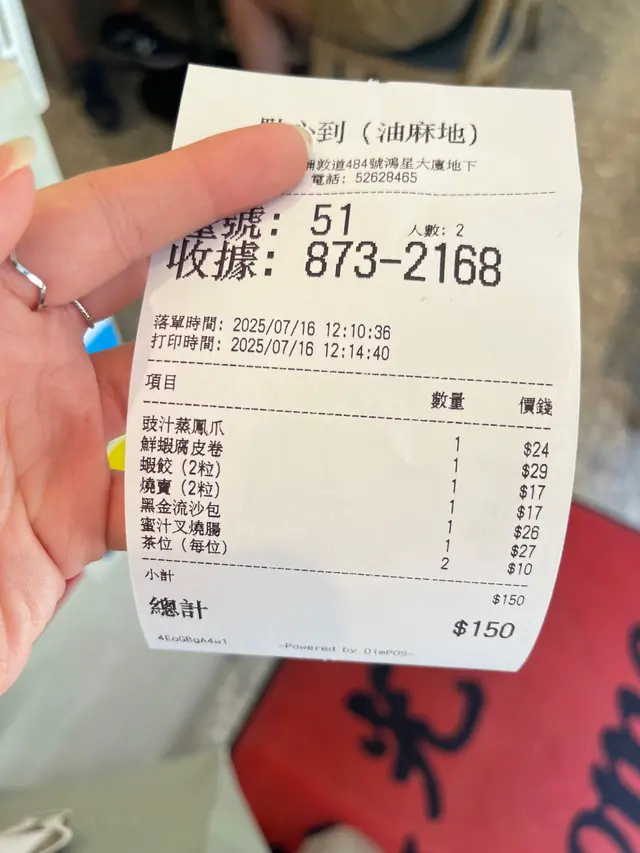 點心到（油麻地）
敦道484號鴻星大廈地下
電話: 52628465
號: 51 人數: 2
收據: 873-2168
落單時間: 2025/07/16 12:10:36
打印時間: 2025/07/16 12:14:40
項目 數量 價錢
豉汁蒸鳳爪 1 $24
鮮蝦腐皮卷 1 $29
蝦餃（2粒） 1 $17
燒賣（2粒） 1 $17
黑金流沙包 1 $26
蜜汁叉燒腸 1 $27
茶位（每位） 2 $10
小計 $150
總計 $150
4EoQBgA4w1 -Powered by DimPOS-
光
ome